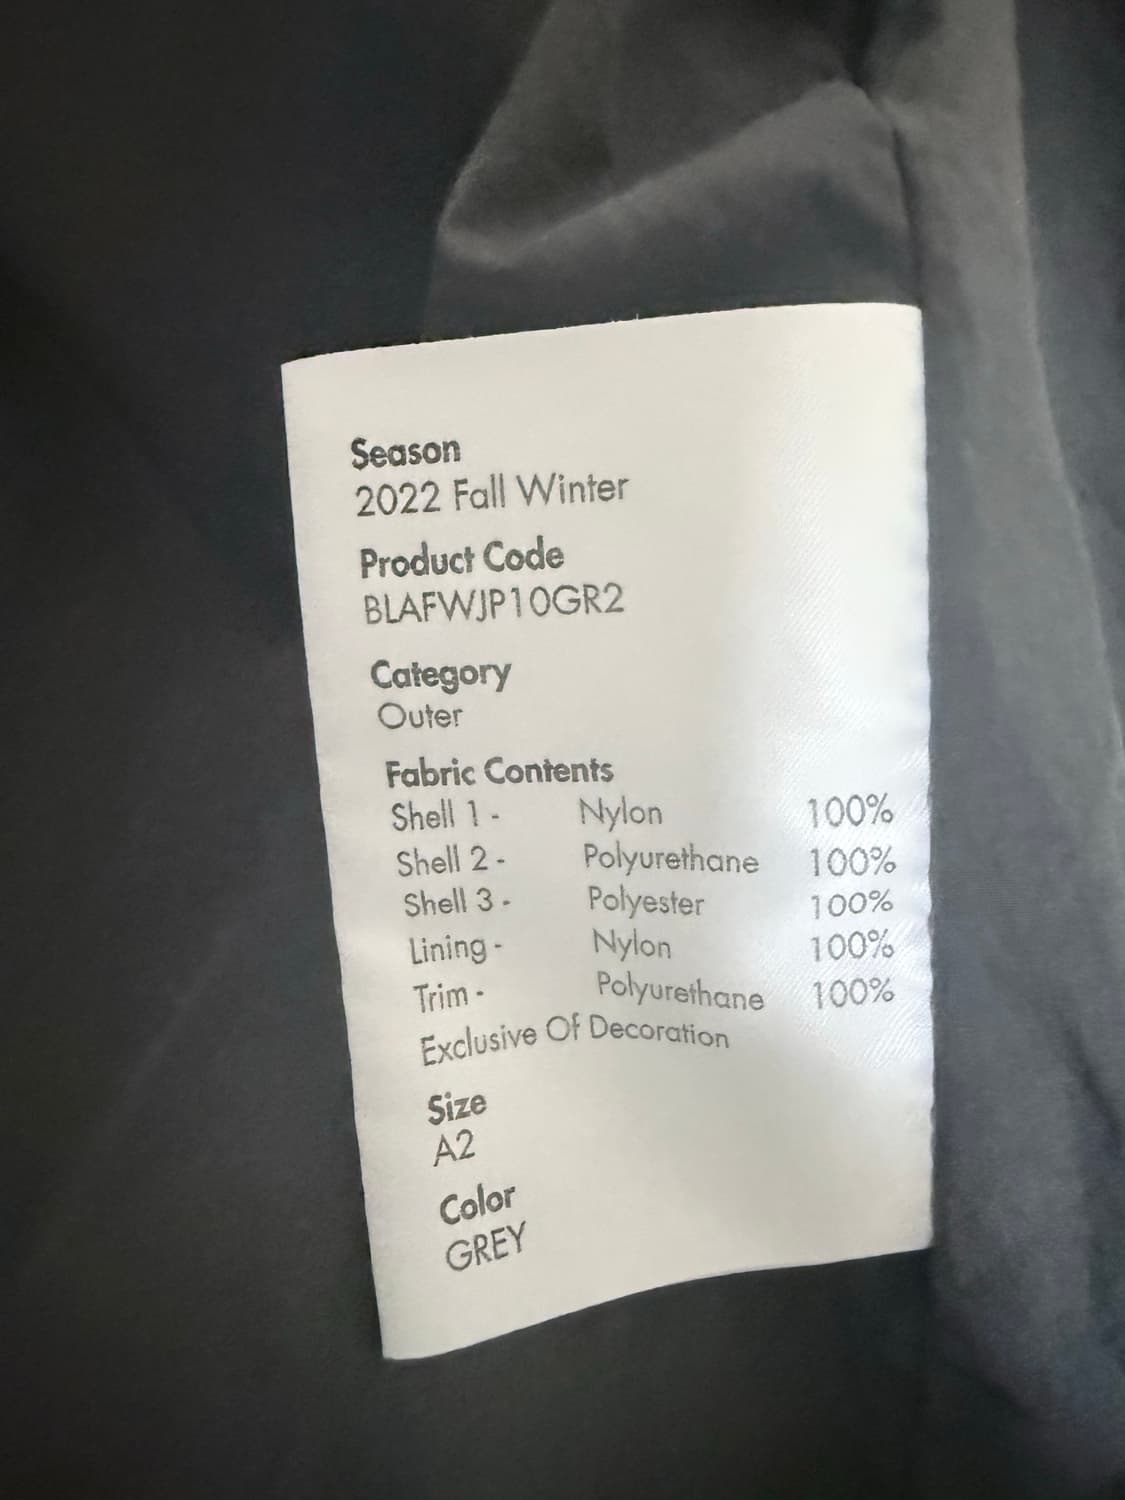 Season
2022 Fall Winter
Product Code
BLAFWJP10GR2
Category
Outer
Fabric Contents
Shell 1 - Nylon 100%
Shell 2 - Polyurethane 100%
Shell 3 - Polyester 100%
Lining - Nylon 100%
Trim - Polyurethane 100%
Exclusive Of Decoration
Size
A2
Color
GREY